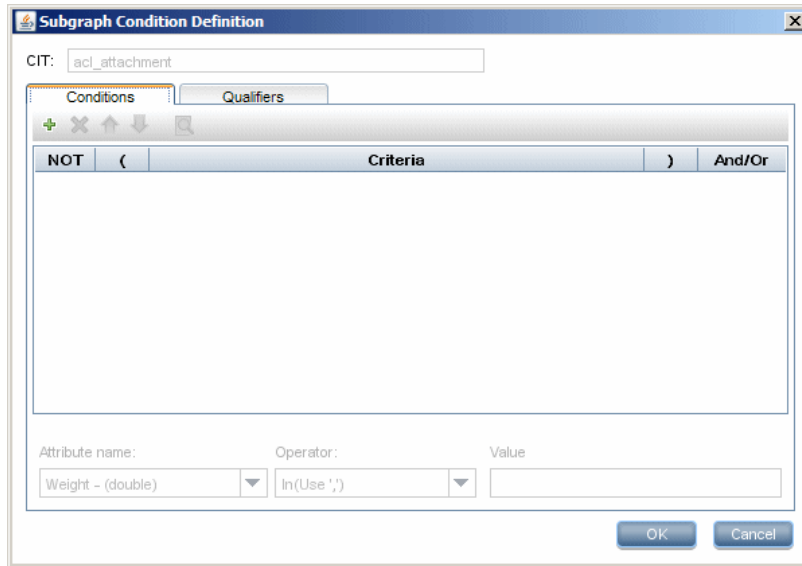 Subgraph Condition Definition
CIT: acl_attachment
Conditions Qualifiers
NOT ( Criteria ) And/Or
Attribute name: Operator: Value
Weight - (double) In(Use ',')
OK Cancel